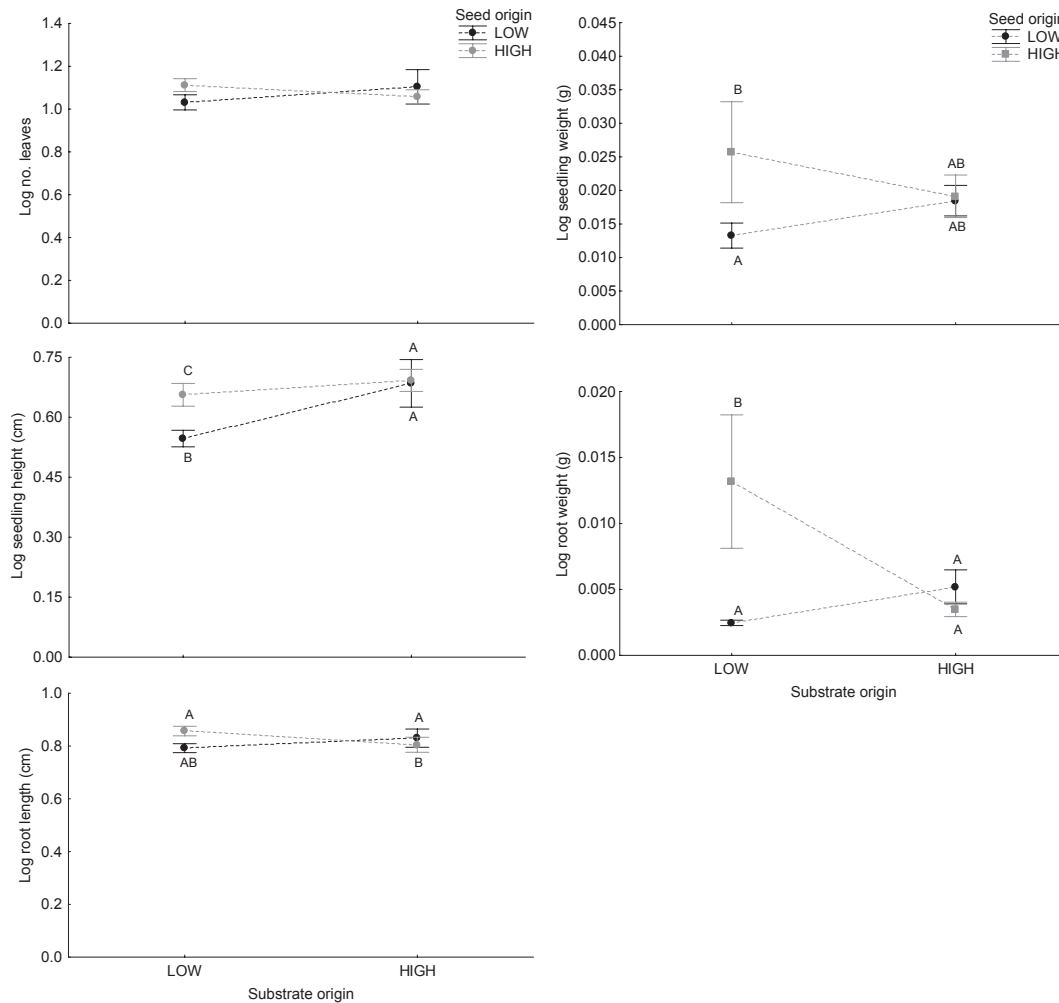 Seed origin
LOW
HIGH
1.4
1.2
1.0
0.8
0.6
0.4
0.2
0.0
Log no. leaves
Seed origin
LOW
HIGH
0.045
0.040
0.035
0.030
0.025
0.020
0.015
0.010
0.005
0.000
Log seedling weight (g)
B
A
AB
AB
0.75
0.60
0.45
0.30
0.15
0.00
Log seedling height (cm)
C
B
A
A
0.020
0.015
0.010
0.005
0.000
Log root weight (g)
B
A
A
A
LOW HIGH
Substrate origin
1.0
0.8
0.6
0.4
0.2
0.0
Log root length (cm)
A
AB
A
B
LOW HIGH
Substrate origin